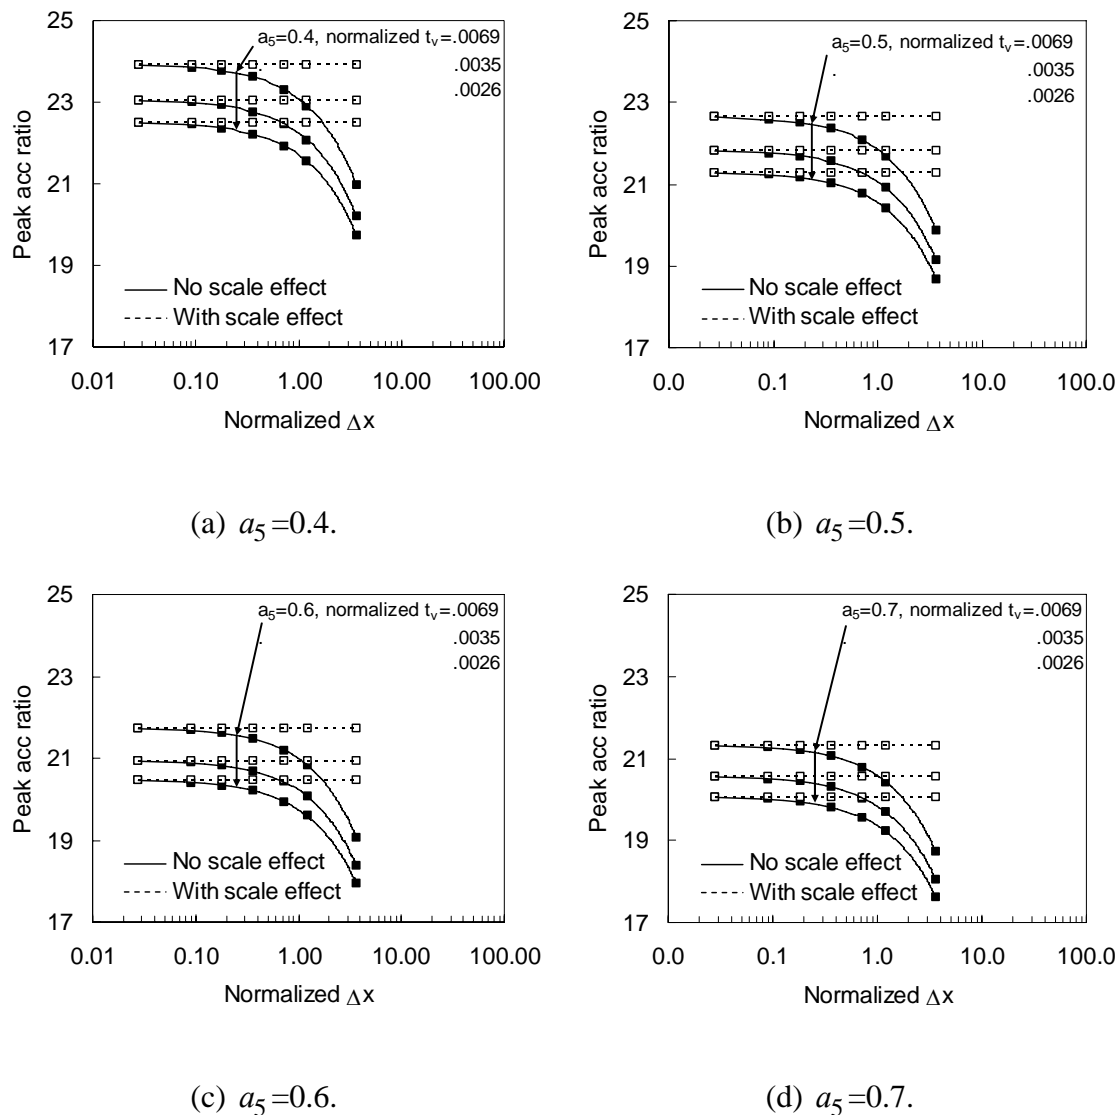 25
a5=0.4, normalized tv=.0069
.
.0035
.0026
23
21
19
17
Peak acc ratio
No scale effect
With scale effect
0.01 0.10 1.00 10.00 100.00
Normalized Δx
(a) a5=0.4.
25
a5=0.5, normalized tv=.0069
.
.0035
.0026
23
21
19
17
Peak acc ratio
No scale effect
With scale effect
0.0 0.1 1.0 10.0 100.0
Normalized Δx
(b) a5=0.5.
25
a5=0.6, normalized tv=.0069
.
.0035
.0026
23
21
19
17
Peak acc ratio
No scale effect
With scale effect
0.01 0.10 1.00 10.00 100.00
Normalized Δx
(c) a5=0.6.
25
a5=0.7, normalized tv=.0069
.
.0035
.0026
23
21
19
17
Peak acc ratio
No scale effect
With scale effect
0.0 0.1 1.0 10.0 100.0
Normalized Δx
(d) a5=0.7.